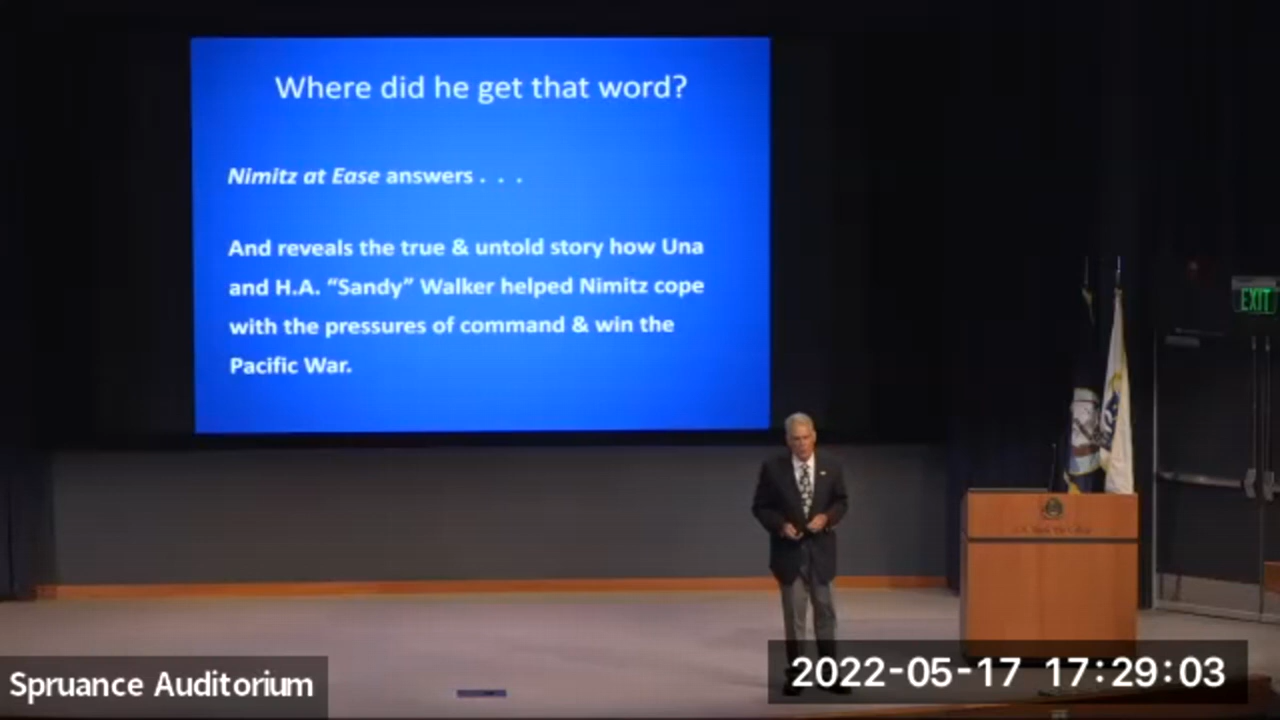 Where did he get that word?
Nimitz at Ease answers . . .
And reveals the true & untold story how Una
and H.A. “Sandy” Walker helped Nimitz cope
with the pressures of command & win the
Pacific War.
EXIT
Spruance Auditorium
2022-05-17 17:29:03